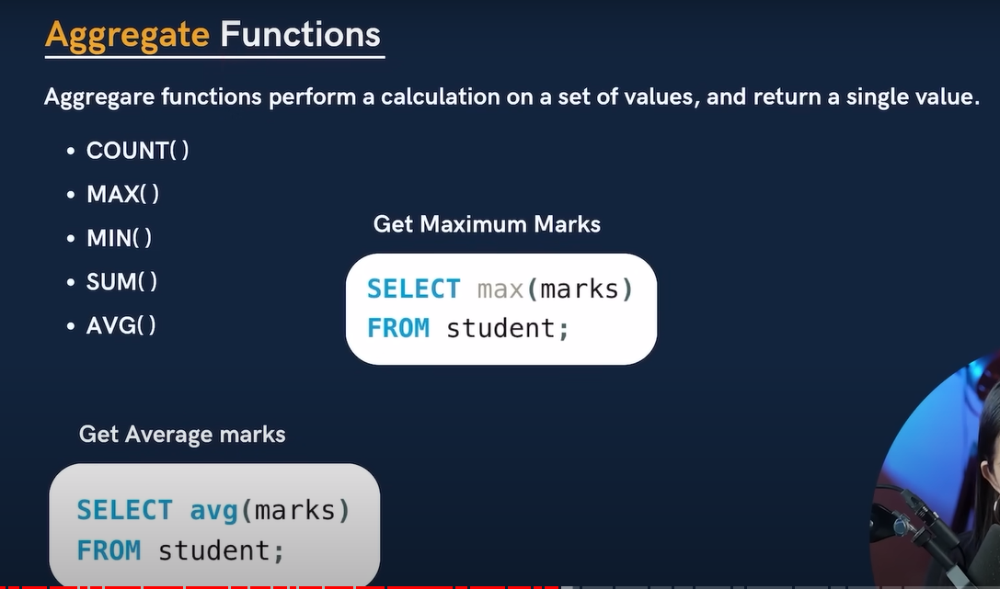 Aggregate Functions
Aggregare functions perform a calculation on a set of values, and return a single value.
• COUNT( )
• MAX( )
• MIN( )
• SUM( )
• AVG( )
Get Maximum Marks
SELECT max(marks)
FROM student;
Get Average marks
SELECT avg(marks)
FROM student;